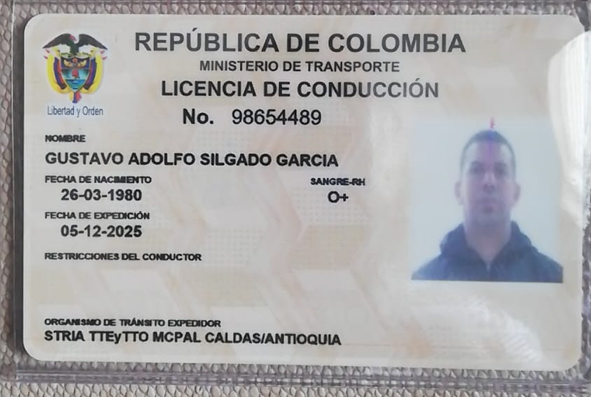 REPÚBLICA DE COLOMBIA
MINISTERIO DE TRANSPORTE
LICENCIA DE CONDUCCIÓN
Libertad y Orden
No. 98654489
NOMBRE
GUSTAVO ADOLFO SILGADO GARCIA
FECHA DE NACIMIENTO
SANGRE-RH
26-03-1980
O+
FECHA DE EXPEDICIÓN
05-12-2025
RESTRICCIONES DEL CONDUCTOR
ORGANISMO DE TRÁNSITO EXPEDIDOR
STRIA TTEyTTO MCPAL CALDAS/ANTIOQUIA